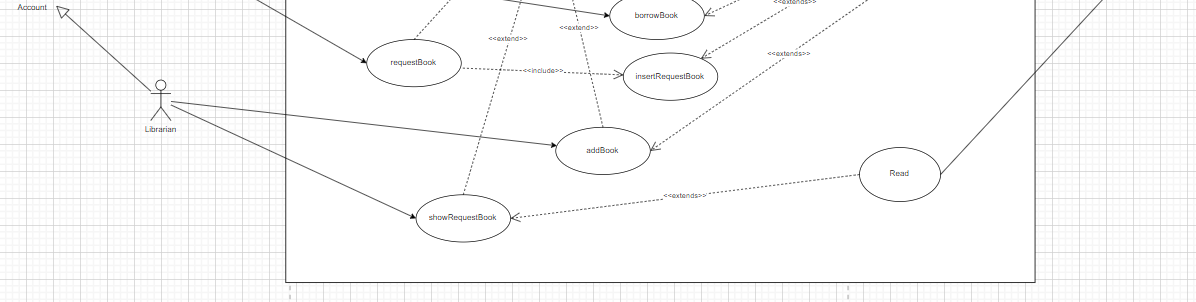 Account
borrowBook
<<extends>>
<<extend>>
<<extend>>
<<extends>>
requestBook
<<include>>
insertRequestBook
Librarian
addBook
Read
<<extends>>
showRequestBook